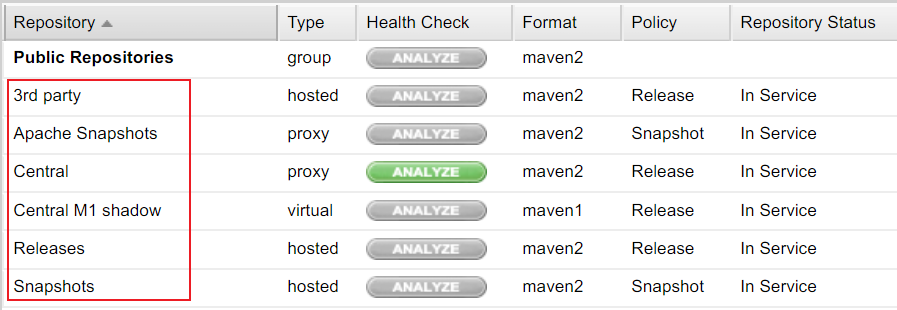 Repository Type Health Check Format Policy Repository Status
Public Repositories group ANALYZE maven2
3rd party hosted ANALYZE maven2 Release In Service
Apache Snapshots proxy ANALYZE maven2 Snapshot In Service
Central proxy ANALYZE maven2 Release In Service
Central M1 shadow virtual ANALYZE maven1 Release In Service
Releases hosted ANALYZE maven2 Release In Service
Snapshots hosted ANALYZE maven2 Snapshot In Service